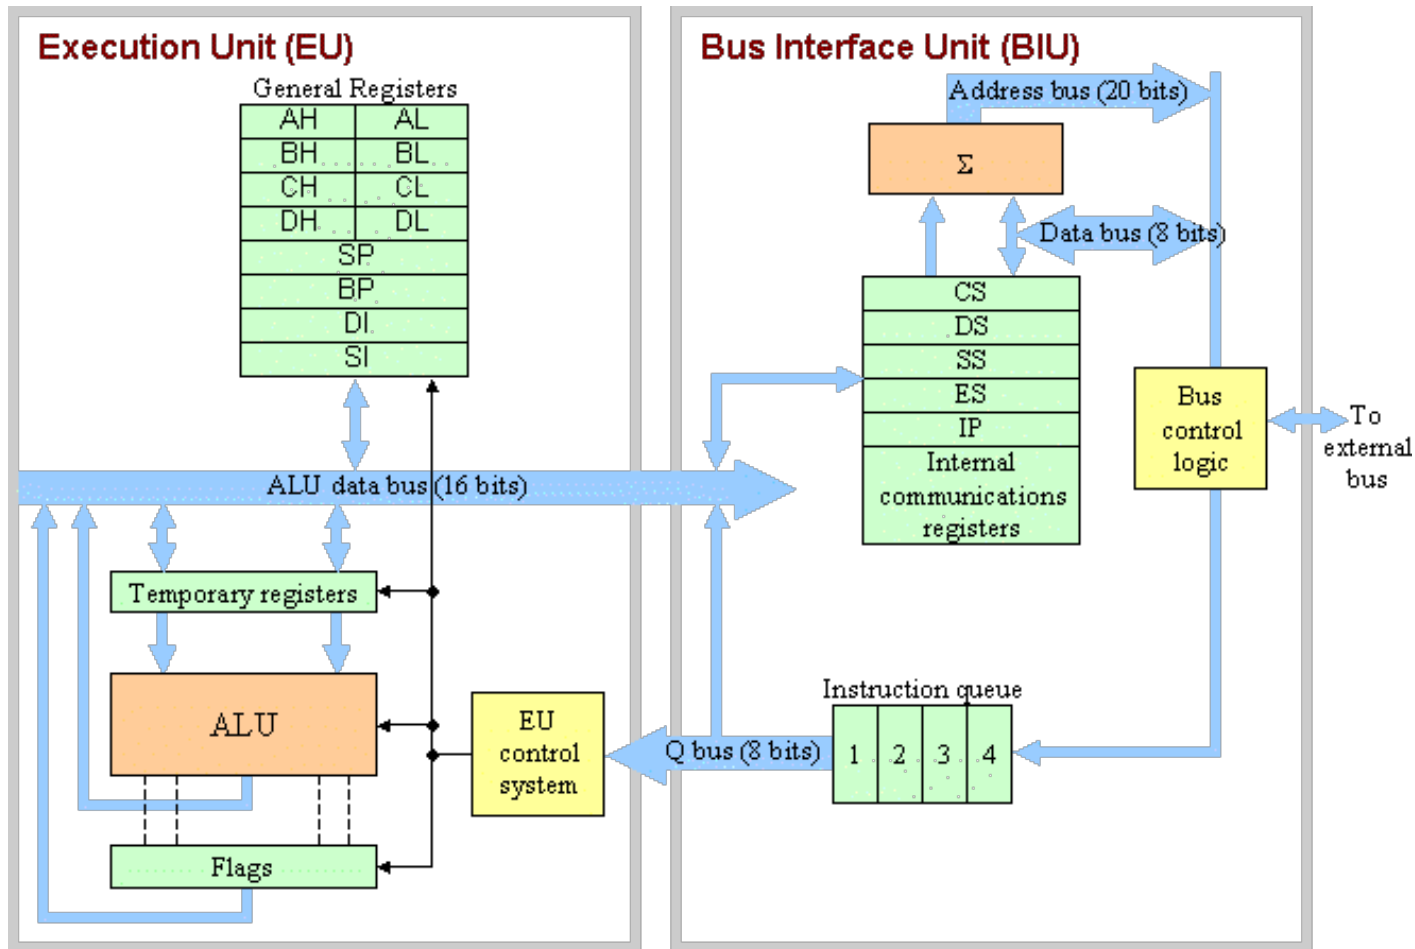 Execution Unit (EU)
General Registers
AH AL
BH BL
CH CL
DH DL
SP
BP
DI
SI
ALU data bus (16 bits)
Temporary registers
ALU
Flags
EU
control
system
Bus Interface Unit (BIU)
Address bus (20 bits)
Σ
Data bus (8 bits)
CS
DS
SS
ES
IP
Internal
communications
registers
Bus
control
logic
To
external
bus
Instruction queue
1 2 3 4
Q bus (8 bits)